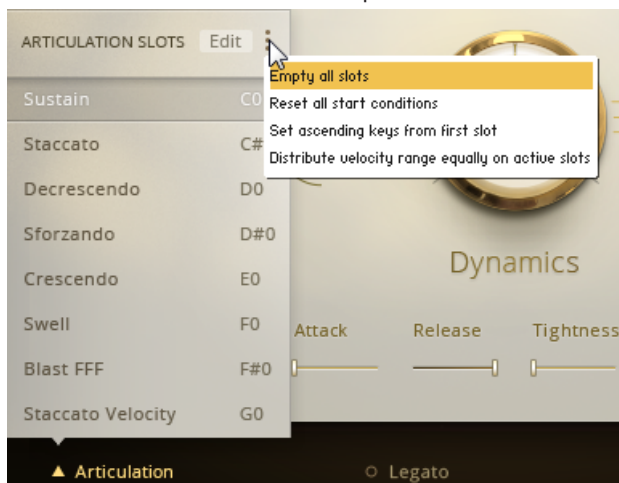 ARTICULATION SLOTS Edit
Empty all slots
Reset all start conditions
Set ascending keys from first slot
Distribute velocity range equally on active slots
Sustain C0
Staccato C#
Decrescendo D0
Sforzando D#0
Crescendo E0
Swell F0
Blast FFF F#0
Staccato Velocity G0
Dynamics
Attack Release Tightness
Articulation Legato